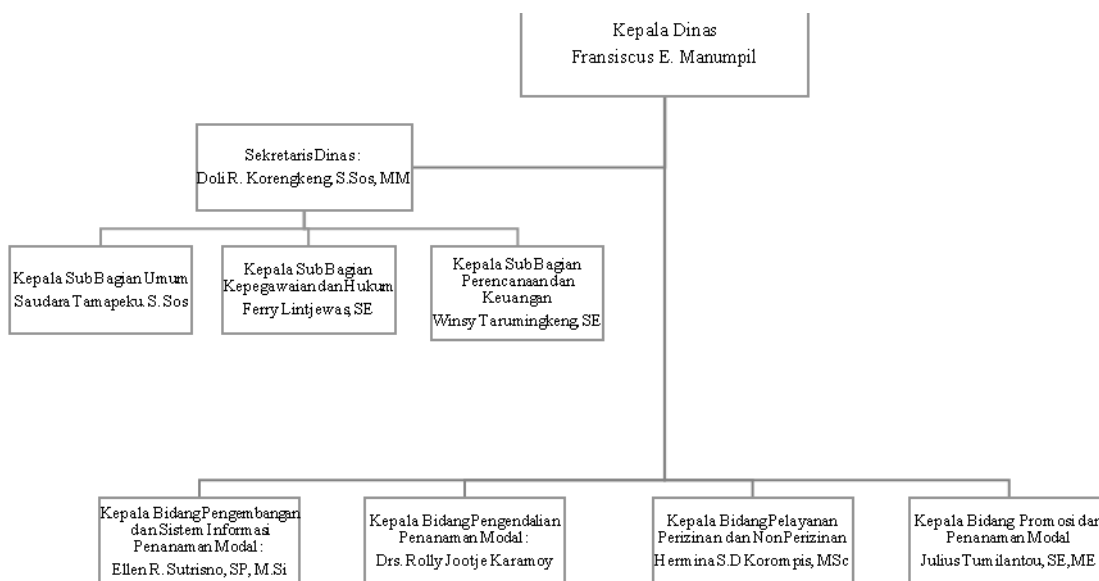 Kepala Dinas
Fransiscus E. Manumpil
Sekretaris Dinas :
Doli R. Korengkeng, S.Sos, MM
Kepala Sub Bagian Umum
Saudara Tamapeku. S. Sos
Kepala Sub Bagian
Kepegawaian dan Hukum
Ferry Lintjewas, SE
Kepala Sub Bagian
Perencanaan dan
Keuangan
Winsy Tarumingkeng, SE
Kepala Bidang Pengembangan
dan Sistem Informasi
Penanaman Modal :
Ellen R. Sutrisno, SP, M.Si
Kepala Bidang Pengendalian
Penanaman Modal :
Drs. Rolly Jootje Karamoy
Kepala Bidang Pelayanan
Perizinan dan Non Perizinan
Hermina S.D Korompis, MSc
Kepala Bidang Promosi dan
Penanaman Modal
Julius Tumilantou, SE,ME